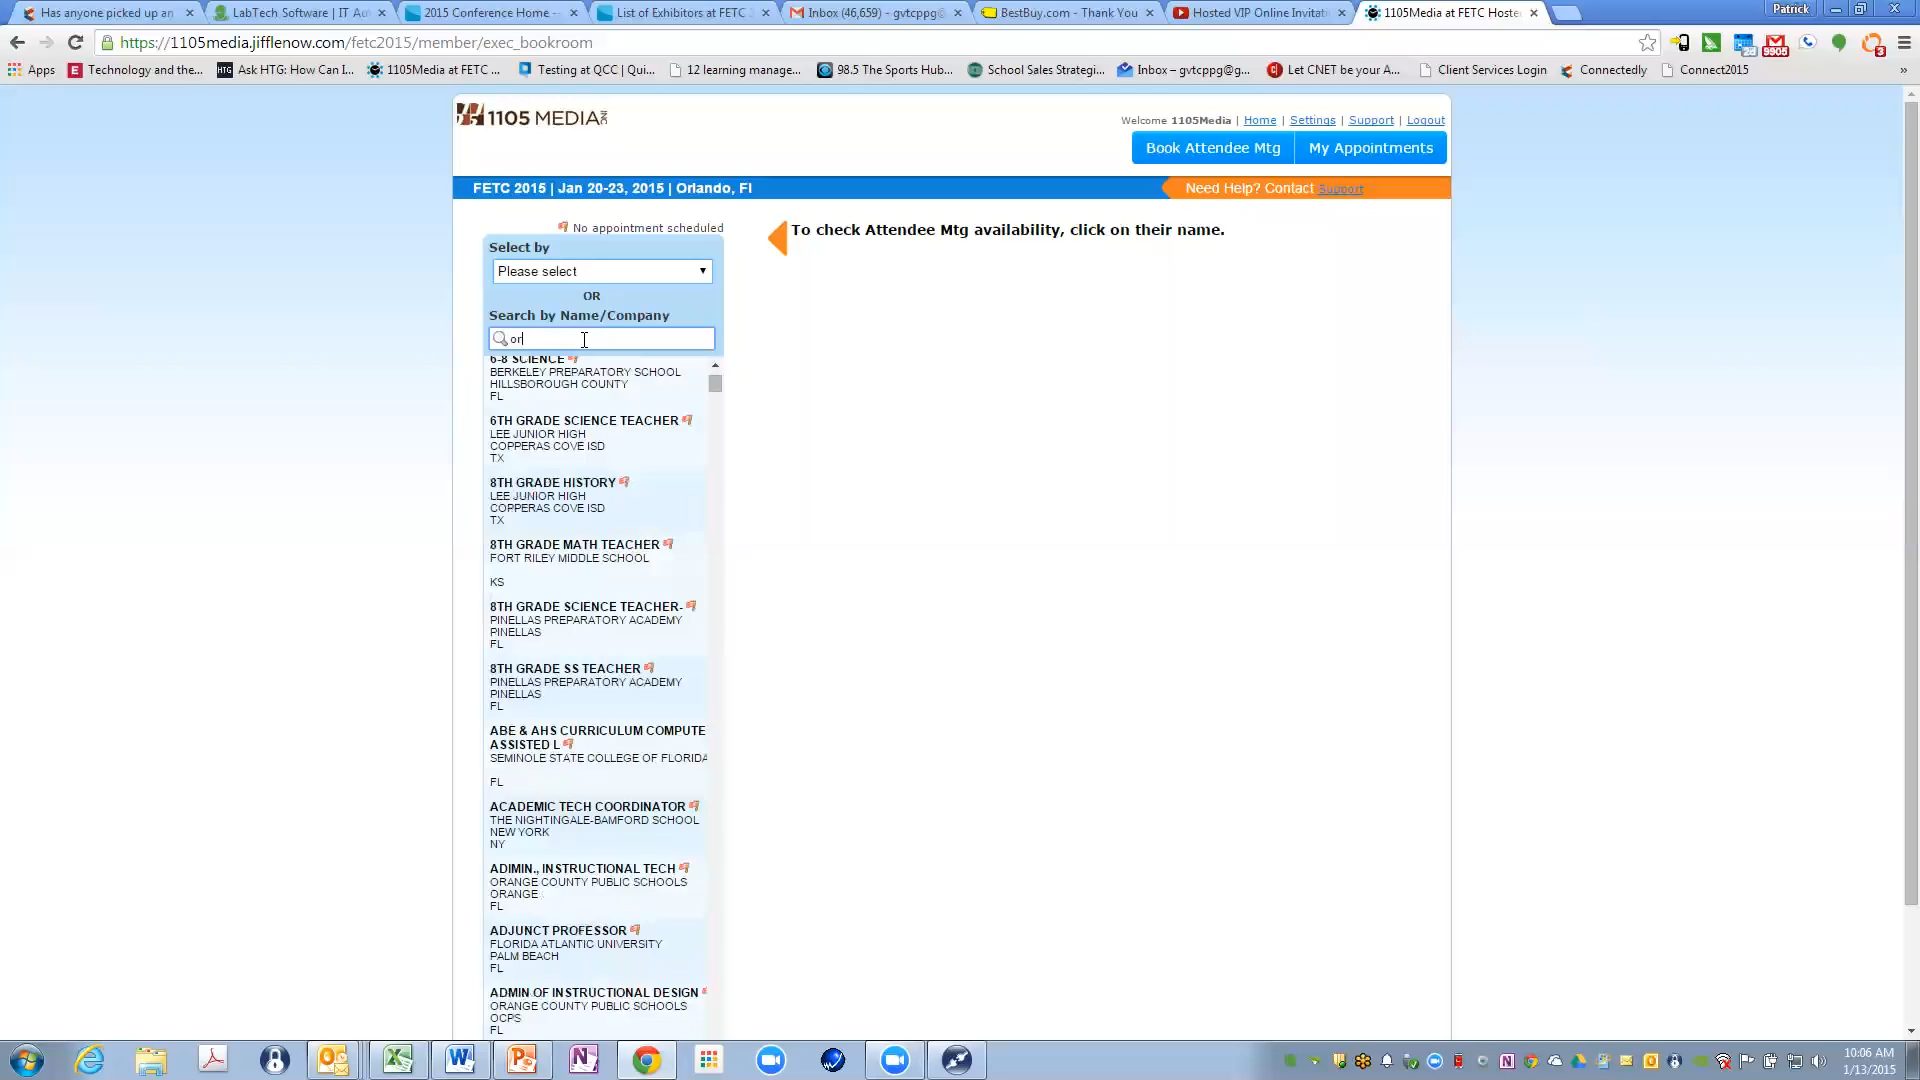 Has anyone picked up an
LabTech Software | IT Au
2015 Conference Home -
List of Exhibitors at FETC 2
Inbox (46,659) - gvtcppg@
BestBuy.com - Thank You
Hosted VIP Online Invitati
1105Media at FETC Hoste
Patrick
https://1105media.jifflenow.com/fetc2015/member/exec_bookroom
9905
3
Apps
Technology and the...
HTG Ask HTG: How Can I...
1105Media at FETC ...
Testing at QCC | Qui...
12 learning manage...
98.5 The Sports Hub...
School Sales Strategi...
Inbox – gvtcppg@g...
Let CNET be your A...
Client Services Login
Connectedly
Connect2015
»
1105 MEDIA INC
Welcome 1105Media | Home | Settings | Support | Logout
Book Attendee Mtg
My Appointments
FETC 2015 | Jan 20-23, 2015 | Orlando, Fl
Need Help? Contact Support
No appointment scheduled
To check Attendee Mtg availability, click on their name.
Select by
Please select
OR
Search by Name/Company
or
6-8 SCIENCE
BERKELEY PREPARATORY SCHOOL
HILLSBOROUGH COUNTY
FL
6TH GRADE SCIENCE TEACHER
LEE JUNIOR HIGH
COPPERAS COVE ISD
TX
8TH GRADE HISTORY
LEE JUNIOR HIGH
COPPERAS COVE ISD
TX
8TH GRADE MATH TEACHER
FORT RILEY MIDDLE SCHOOL
KS
8TH GRADE SCIENCE TEACHER-
PINELLAS PREPARATORY ACADEMY
PINELLAS
FL
8TH GRADE SS TEACHER
PINELLAS PREPARATORY ACADEMY
PINELLAS
FL
ABE & AHS CURRICULUM COMPUTE
ASSISTED L
SEMINOLE STATE COLLEGE OF FLORIDA
FL
ACADEMIC TECH COORDINATOR
THE NIGHTINGALE-BAMFORD SCHOOL
NEW YORK
NY
ADIMIN., INSTRUCTIONAL TECH
ORANGE COUNTY PUBLIC SCHOOLS
ORANGE
FL
ADJUNCT PROFESSOR
FLORIDA ATLANTIC UNIVERSITY
PALM BEACH
FL
ADMIN OF INSTRUCTIONAL DESIGN
ORANGE COUNTY PUBLIC SCHOOLS
OCPS
FL
10:06 AM
1/13/2015